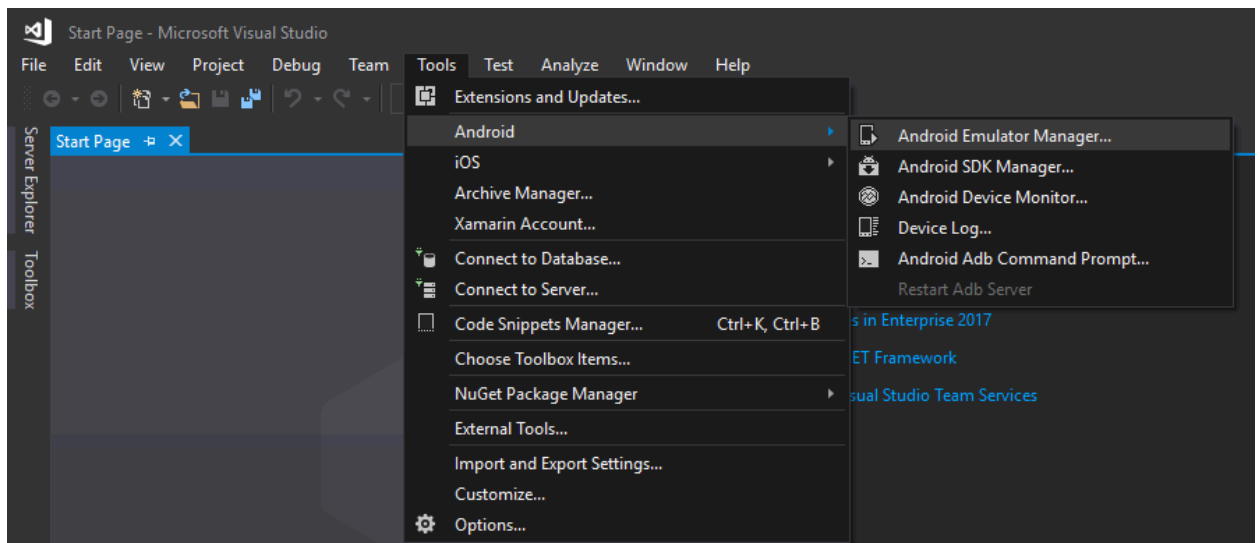 Start Page - Microsoft Visual Studio
File Edit View Project Debug Team Tools Test Analyze Window Help
Server Explorer
Toolbox
Start Page
Extensions and Updates...
Android
iOS
Archive Manager...
Xamarin Account...
Connect to Database...
Connect to Server...
Code Snippets Manager... Ctrl+K, Ctrl+B
Choose Toolbox Items...
NuGet Package Manager
External Tools...
Import and Export Settings...
Customize...
Options...
Android Emulator Manager...
Android SDK Manager...
Android Device Monitor...
Device Log...
Android Adb Command Prompt...
Restart Adb Server
s in Enterprise 2017
ET Framework
sual Studio Team Services